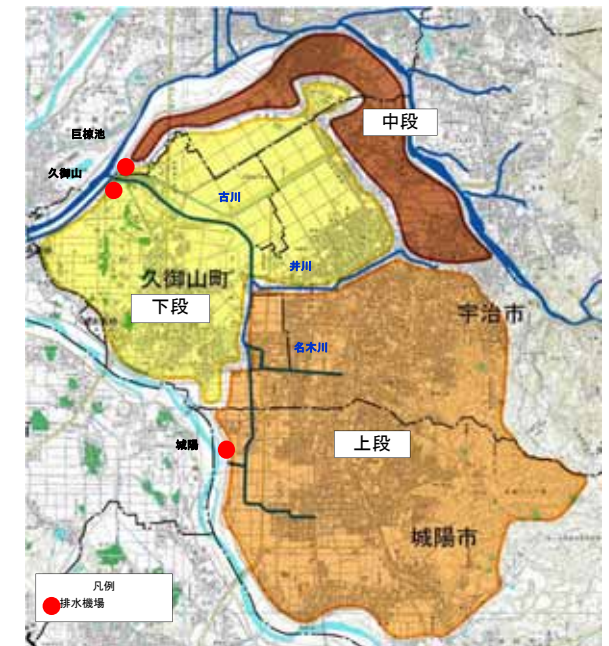 中段
巨椋池
久御山
古川
井川
久御山町
下段
宇治市
名木川
城陽
上段
城陽市
凡例
排水機場